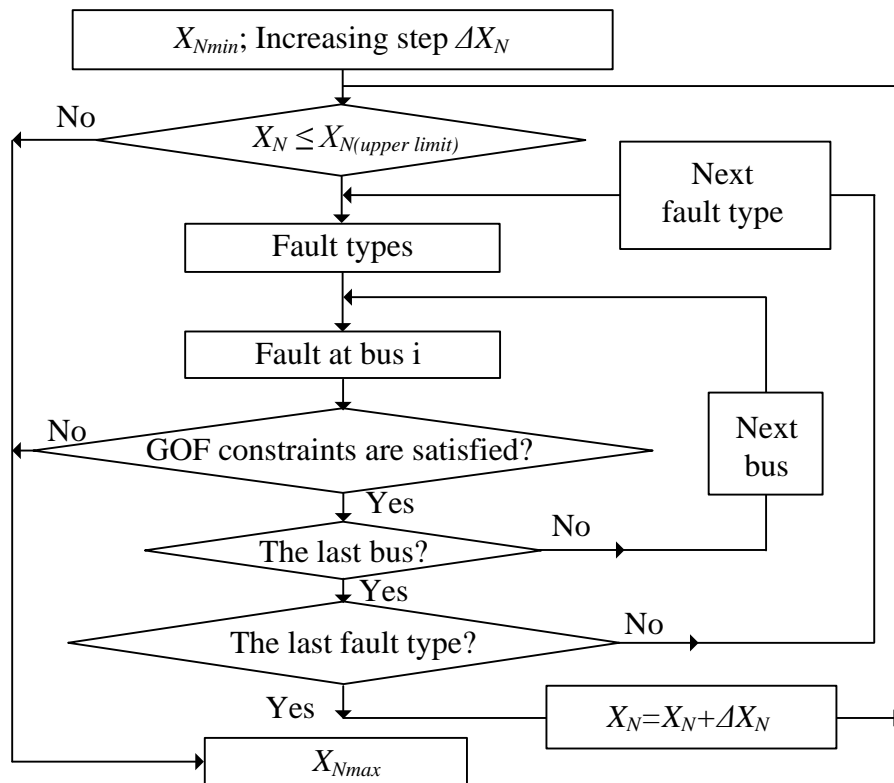 X_Nmin; Increasing step ΔX_N
No
X_N ≤ X_N(upper limit)
Next
fault type
Fault types
Fault at bus i
No
GOF constraints are satisfied?
Next
bus
Yes
No
The last bus?
Yes
The last fault type?
No
Yes
X_N=X_N+ΔX_N
X_Nmax